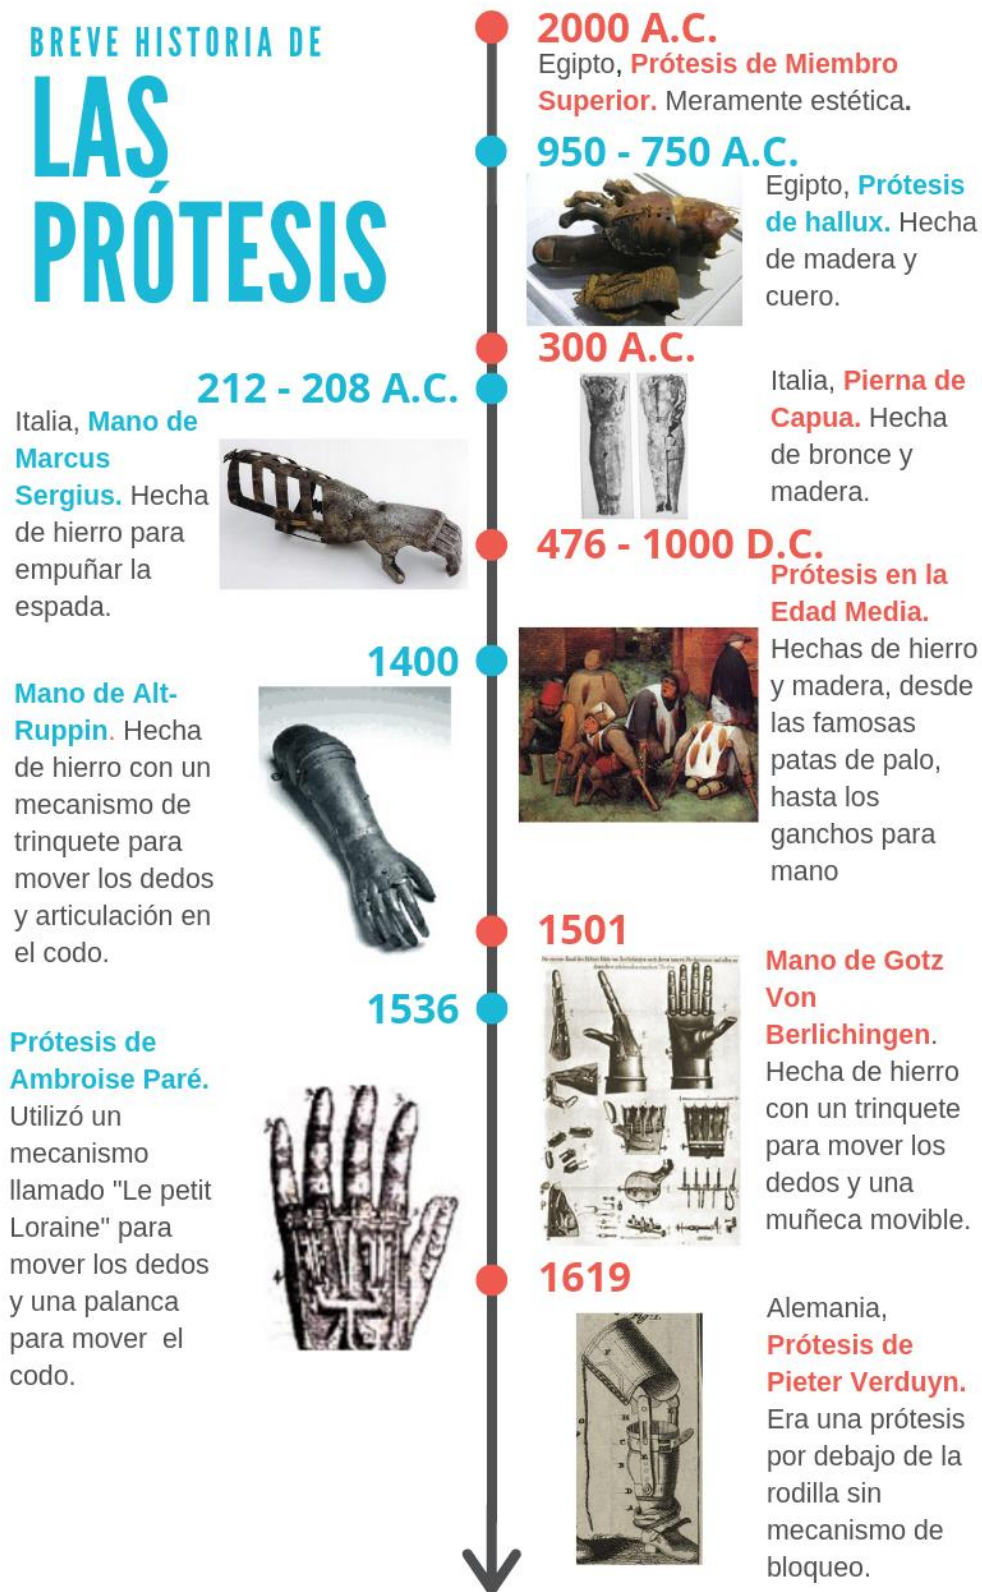 BREVE HISTORIA DE
LAS
PRÓTESIS
2000 A.C.
Egipto, Prótesis de Miembro
Superior. Meramente estética.
950 - 750 A.C.
Egipto, Prótesis
de hallux. Hecha
de madera y
cuero.
300 A.C.
Italia, Pierna de
Capua. Hecha
de bronce y
madera.
212 - 208 A.C.
Italia, Mano de
Marcus
Sergius. Hecha
de hierro para
empuñar la
espada.
476 - 1000 D.C.
Prótesis en la
Edad Media.
Hechas de hierro
y madera, desde
las famosas
patas de palo,
hasta los
ganchos para
mano
1400
Mano de Alt-
Ruppin. Hecha
de hierro con un
mecanismo de
trinquete para
mover los dedos
y articulación en
el codo.
1501
Mano de Gotz
Von
Berlichingen.
Hecha de hierro
con un trinquete
para mover los
dedos y una
muñeca movible.
1536
Prótesis de
Ambroise Paré.
Utilizó un
mecanismo
llamado "Le petit
Loraine" para
mover los dedos
y una palanca
para mover  el
codo.
1619
Alemania,
Prótesis de
Pieter Verduyn.
Era una prótesis
por debajo de la
rodilla sin
mecanismo de
bloqueo.